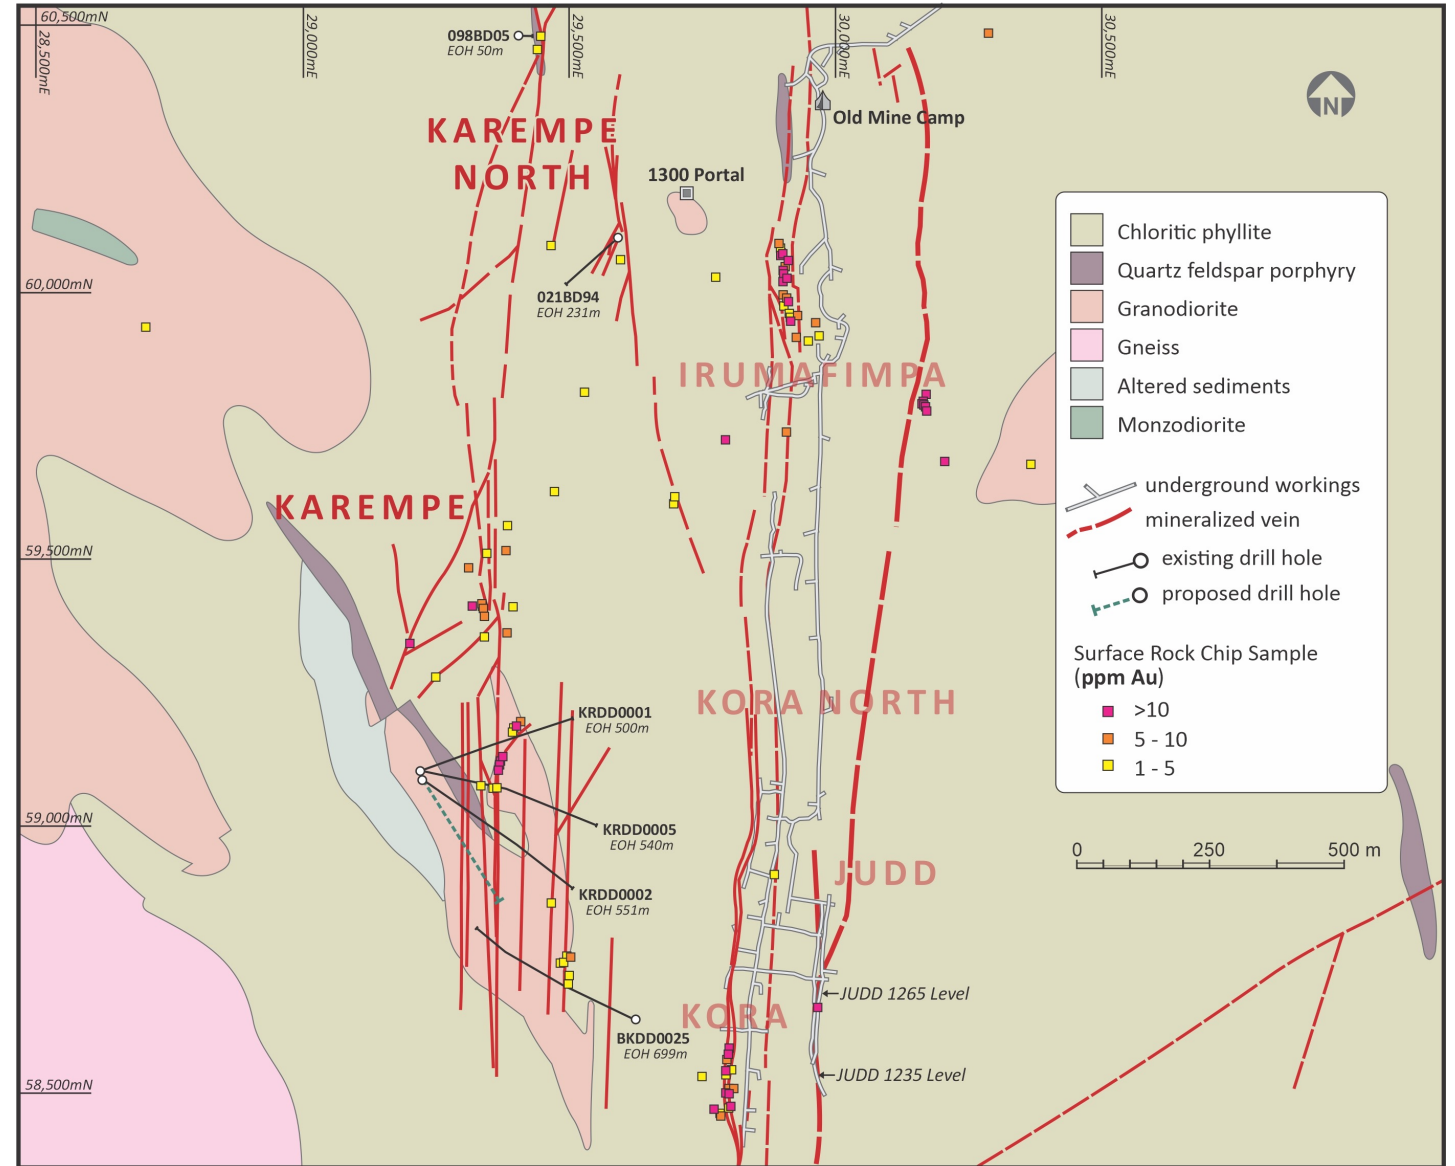 60,500mN
28,500mE
29,000mE
29,500mE
30,000mE
30,500mE
098BD05
EOH 50m
N
Old Mine Camp
KAREMPE
NORTH
1300 Portal
021BD94
EOH 231m
60,000mN
Chloritic phyllite
Quartz feldspar porphyry
Granodiorite
Gneiss
Altered sediments
Monzodiorite
underground workings
mineralized vein
existing drill hole
proposed drill hole
Surface Rock Chip Sample
(ppm Au)
>10
5 - 10
1 - 5
IRUMAFIMPA
KAREMPE
59,500mN
KORA NORTH
KRDD0001
EOH 500m
59,000mN
KRDD0005
EOH 540m
0 250 500 m
JUDD
KRDD0002
EOH 551m
JUDD 1265 Level
KORA
BKDD0025
EOH 699m
JUDD 1235 Level
58,500mN